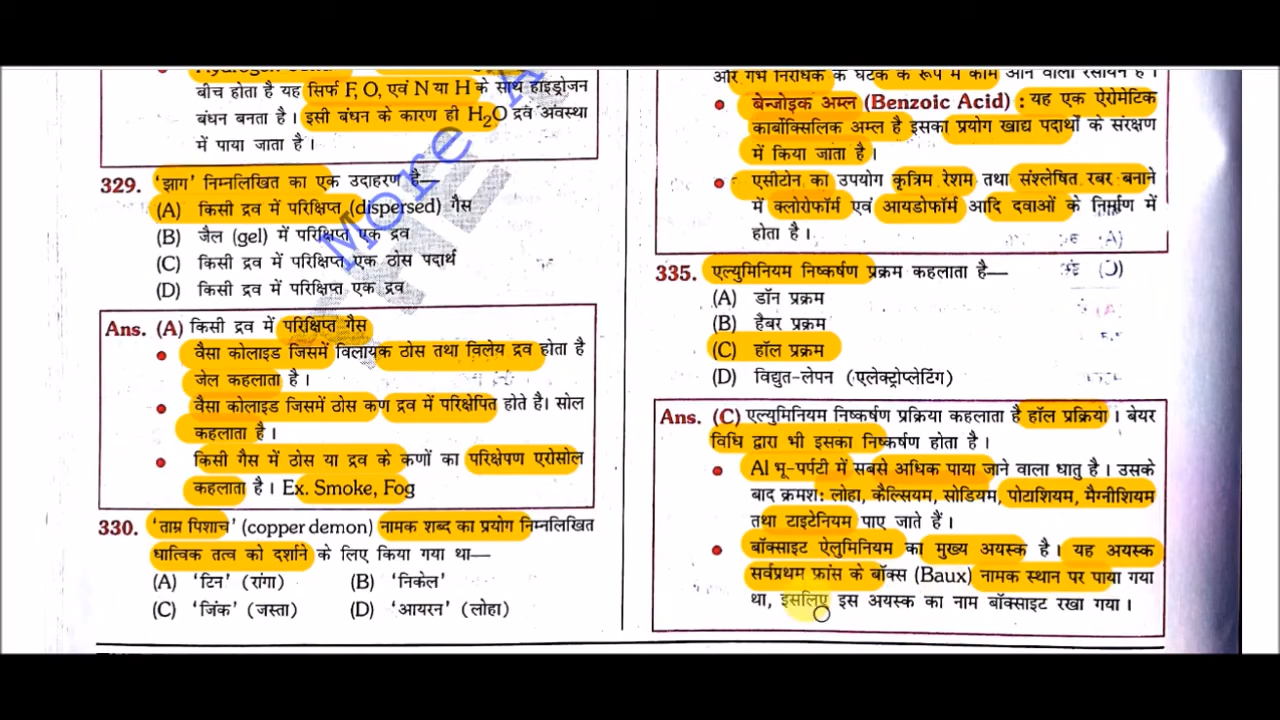 बीच होता है यह सिर्फ F, O, एवं N या H के साथ हाइड्रोजन
बंधन बनता है। इसी बंधन के कारण ही H₂O द्रव अवस्था
में पाया जाता है।
329. 'झाग' निम्नलिखित का एक उदाहरण है—
(A) किसी द्रव में परिक्षिप्त (dispersed) गैस
(B) जैल (gel) में परिक्षिप्त एक द्रव
(C) किसी द्रव में परिक्षिप्त एक ठोस पदार्थ
(D) किसी द्रव में परिक्षिप्त एक द्रव
Ans. (A) किसी द्रव में परिक्षिप्त गैस
• वैसा कोलाइड जिसमें विलायक ठोस तथा विलेय द्रव होता है
जेल कहलाता है।
• वैसा कोलाइड जिसमें ठोस कण द्रव में परिक्षेपित होते है। सोल
कहलाता है।
• किसी गैस में ठोस या द्रव के कणों का परिक्षेपण एरोसोल
कहलाता है। Ex. Smoke, Fog
330. 'ताम्र पिशाच' (copper demon) नामक शब्द का प्रयोग निम्नलिखित
धात्विक तत्व को दर्शाने के लिए किया गया था—
(A) 'टिन' (रांगा) (B) 'निकेल'
(C) 'जिंक' (जस्ता) (D) 'आयरन' (लोहा)
More
और गर्भ निरोधक के घटक के रूप में काम आने वाला रसायन है।
• बेन्जोइक अम्ल (Benzoic Acid) : यह एक ऐरोमेटिक
कार्बोक्सिलिक अम्ल है इसका प्रयोग खाद्य पदार्थों के संरक्षण
में किया जाता है।
• एसीटोन का उपयोग कृत्रिम रेशम तथा संश्लेषित रबर बनाने
में क्लोरोफॉर्म एवं आयडोफॉर्म आदि दवाओं के निर्माण में
होता है।
335. एल्युमिनियम निष्कर्षण प्रक्रम कहलाता है—
(A) डॉन प्रक्रम
(B) हैबर प्रक्रम
(C) हॉल प्रक्रम
(D) विद्युत-लेपन (एलेक्ट्रोप्लेटिंग)
Ans. (C) एल्युमिनियम निष्कर्षण प्रक्रिया कहलाता है हॉल प्रक्रिया। बेयर
विधि द्वारा भी इसका निष्कर्षण होता है।
• Al भू-पर्पटी में सबसे अधिक पाया जाने वाला धातु है। उसके
बाद क्रमश: लोहा, कैल्सियम, सोडियम, पोटाशियम, मैग्नीशियम
तथा टाइटेनियम पाए जाते हैं।
• बॉक्साइट ऐलुमिनियम का मुख्य अयस्क है। यह अयस्क
सर्वप्रथम फ्रांस के बॉक्स (Baux) नामक स्थान पर पाया गया
था, इसलिए इस अयस्क का नाम बॉक्साइट रखा गया।